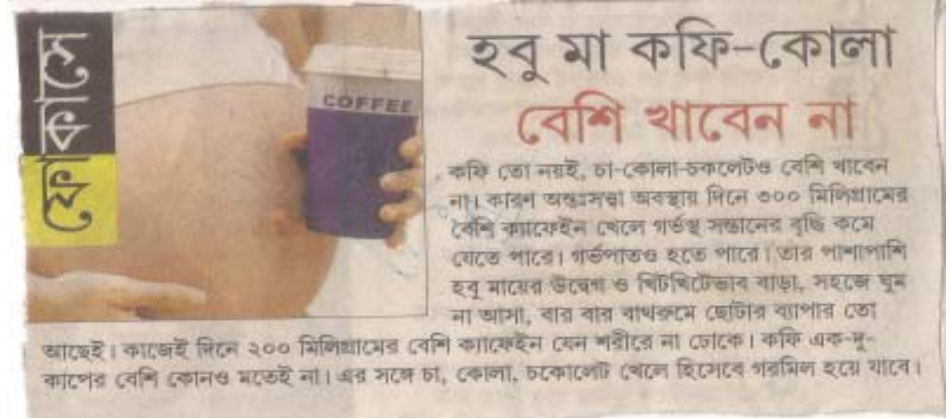 ফোকাসে
COFFEE
হবু মা কফি-কোলা
বেশি খাবেন না
কফি তো নয়ই, চা-কোলা-চকলেটও বেশি খাবেন
না। কারণ অন্তঃসত্ত্বা অবস্থায় দিনে ৩০০ মিলিগ্রামের
বেশি ক্যাফেইন খেলে গর্ভস্থ সন্তানের বৃদ্ধি কমে
যেতে পারে। গর্ভপাতও হতে পারে। তার পাশাপাশি
হবু মায়ের উদ্বেগ ও খিটখিটেভাব বাড়া, সহজে ঘুম
না আসা, বার বার বাথরুমে ছোটার ব্যাপার তো
আছেই। কাজেই দিনে ২০০ মিলিগ্রামের বেশি ক্যাফেইন যেন শরীরে না ঢোকে। কফি এক-দু-
কাপের বেশি কোনও মতেই না। এর সঙ্গে চা, কোলা, চকোলেট খেলে হিসেবে গরমিল হয়ে যাবে।